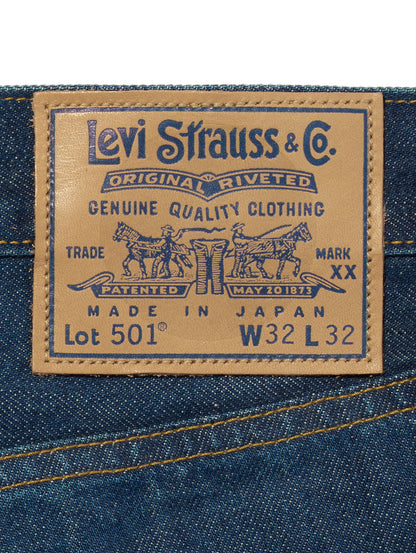 Levi Strauss & Co.
ORIGINAL RIVETED
GENUINE QUALITY CLOTHING
TRADE MARK
XX
PATENTED MAY 20 1873
MADE IN JAPAN
Lot 501® W32 L 32